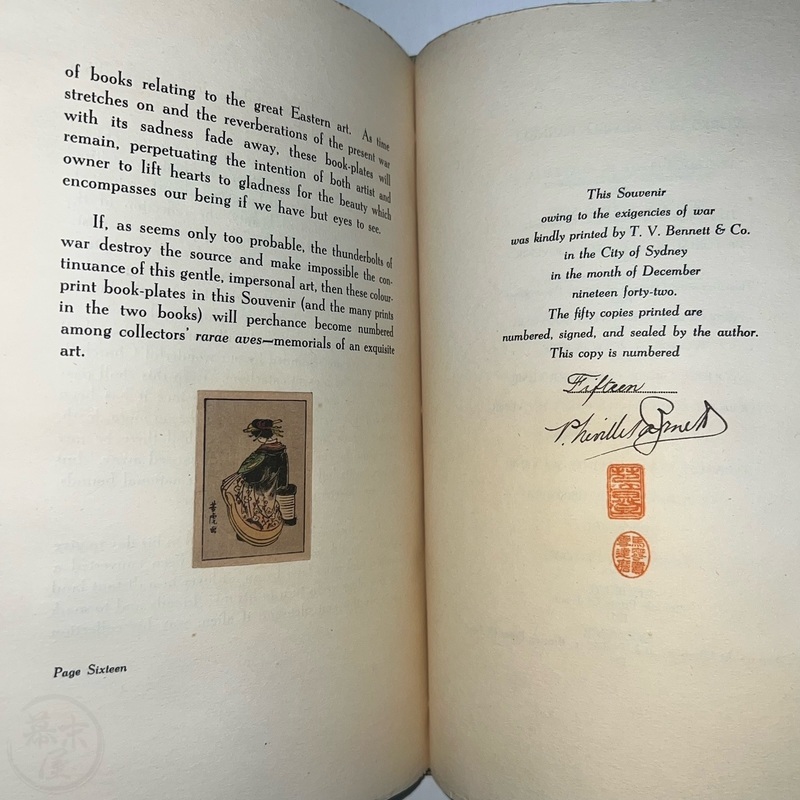 of books relating to the great Eastern art. As time
stretches on and the reverberations of the present war
with its sadness fade away, these book-plates will
remain, perpetuating the intention of both artist and
owner to lift hearts to gladness for the beauty which
encompasses our being if we have but eyes to see.
If, as seems only too probable, the thunderbolts of
war destroy the source and make impossible the con-
tinuance of this gentle, impersonal art, then these colour-
print book-plates in this Souvenir (and the many prints
in the two books) will perchance become numbered
among collectors' rarae aves—memorials of an exquisite
art.
Page Sixteen
幕末屋
This Souvenir
owing to the exigencies of war
was kindly printed by T. V. Bennett & Co.
in the City of Sydney
in the month of December
nineteen forty-two.
The fifty copies printed are
numbered, signed, and sealed by the author.
This copy is numbered
Fifteen